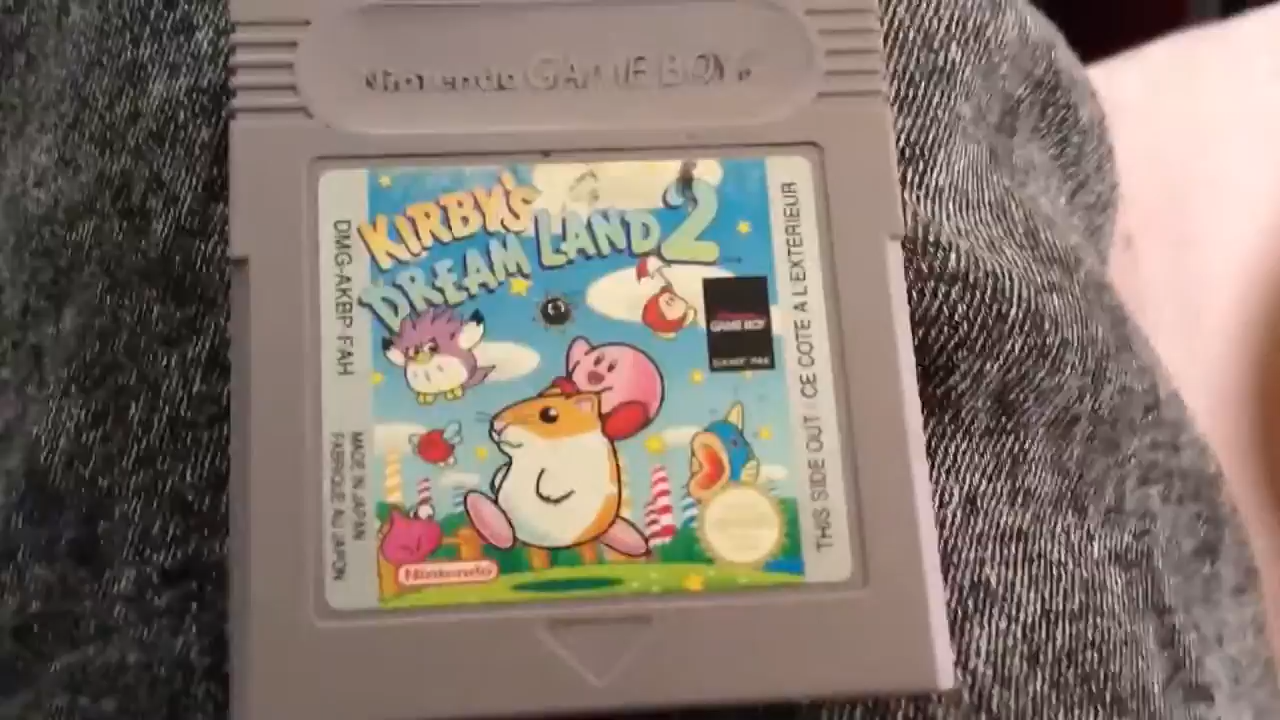 Nintendo GAME BOY
KIRBY'S
DREAM LAND 2
DMG-AKBP-FAH
MADE IN JAPAN
FABRIQUE AU JAPON
GAME BOY
Nintendo
THIS SIDE OUT / CE COTE A L'EXTERIEUR